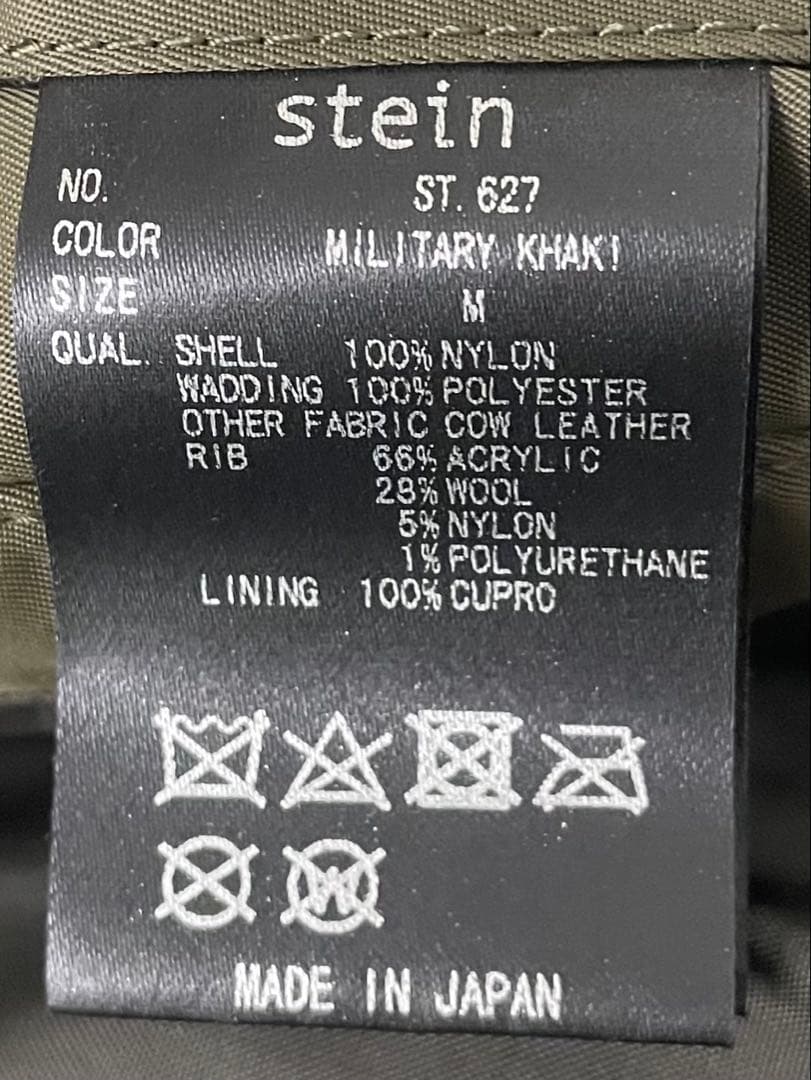 stein
NO. ST. 627
COLOR MILITARY KHAKI
SIZE M
QUAL. SHELL 100% NYLON
WADDING 100% POLYESTER
OTHER FABRIC COW LEATHER
RIB 66% ACRYLIC
28% WOOL
5% NYLON
1% POLYURETHANE
LINING 100% CUPRO
W
MADE IN JAPAN